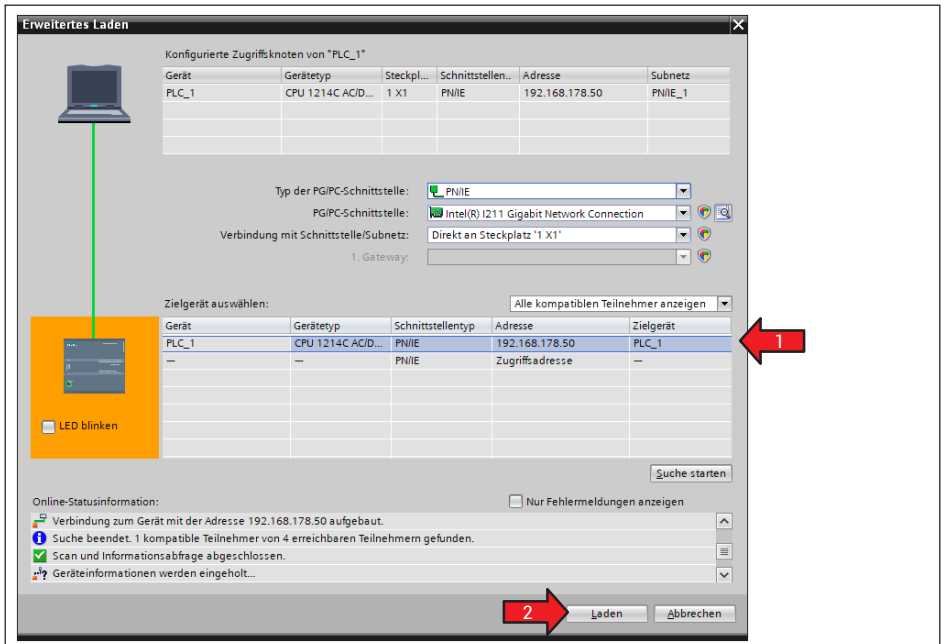 Erweitertes Laden
Konfigurierte Zugriffsknoten von "PLC_1"
Gerät Gerätetyp Steckpl... Schnittstellen.. Adresse Subnetz
PLC_1 CPU 1214C AC/D... 1 X1 PN/IE 192.168.178.50 PN/IE_1
Typ der PG/PC-Schnittstelle: PN/IE
PG/PC-Schnittstelle: Intel(R) I211 Gigabit Network Connection
Verbindung mit Schnittstelle/Subnetz: Direkt an Steckplatz '1 X1'
1. Gateway:
Zielgerät auswählen: Alle kompatiblen Teilnehmer anzeigen
Gerät Gerätetyp Schnittstellentyp Adresse Zielgerät
PLC_1 CPU 1214C AC/D... PN/IE 192.168.178.50 PLC_1
— — PN/IE Zugriffsadresse —
1
LED blinken
Suche starten
Online-Statusinformation: Nur Fehlermeldungen anzeigen
Verbindung zum Gerät mit der Adresse 192.168.178.50 aufgebaut.
Suche beendet. 1 kompatible Teilnehmer von 4 erreichbaren Teilnehmern gefunden.
Scan und Informationsabfrage abgeschlossen.
Geräteinformationen werden eingeholt...
2 Laden Abbrechen